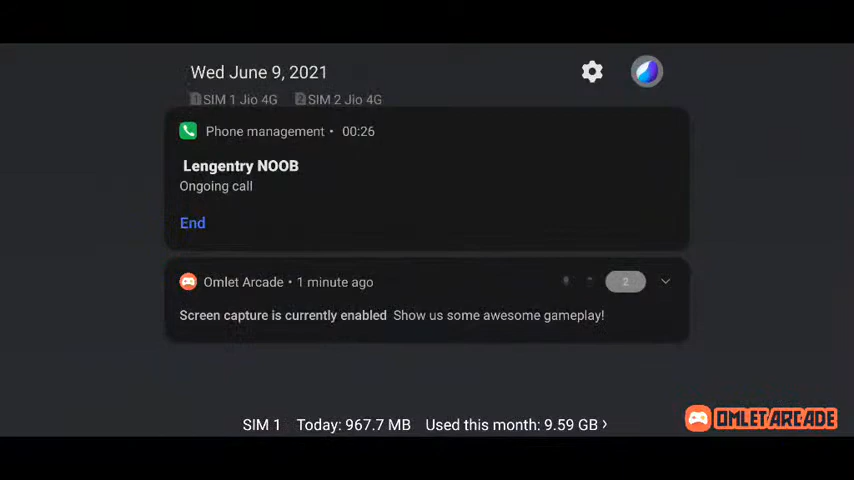 Wed June 9, 2021
1 SIM 1 Jio 4G 2 SIM 2 Jio 4G
Phone management • 00:26
Lengentry NOOB
Ongoing call
End
Omlet Arcade • 1 minute ago 2
Screen capture is currently enabled Show us some awesome gameplay!
SIM 1 Today: 967.7 MB Used this month: 9.59 GB ›
OMLET ARCADE